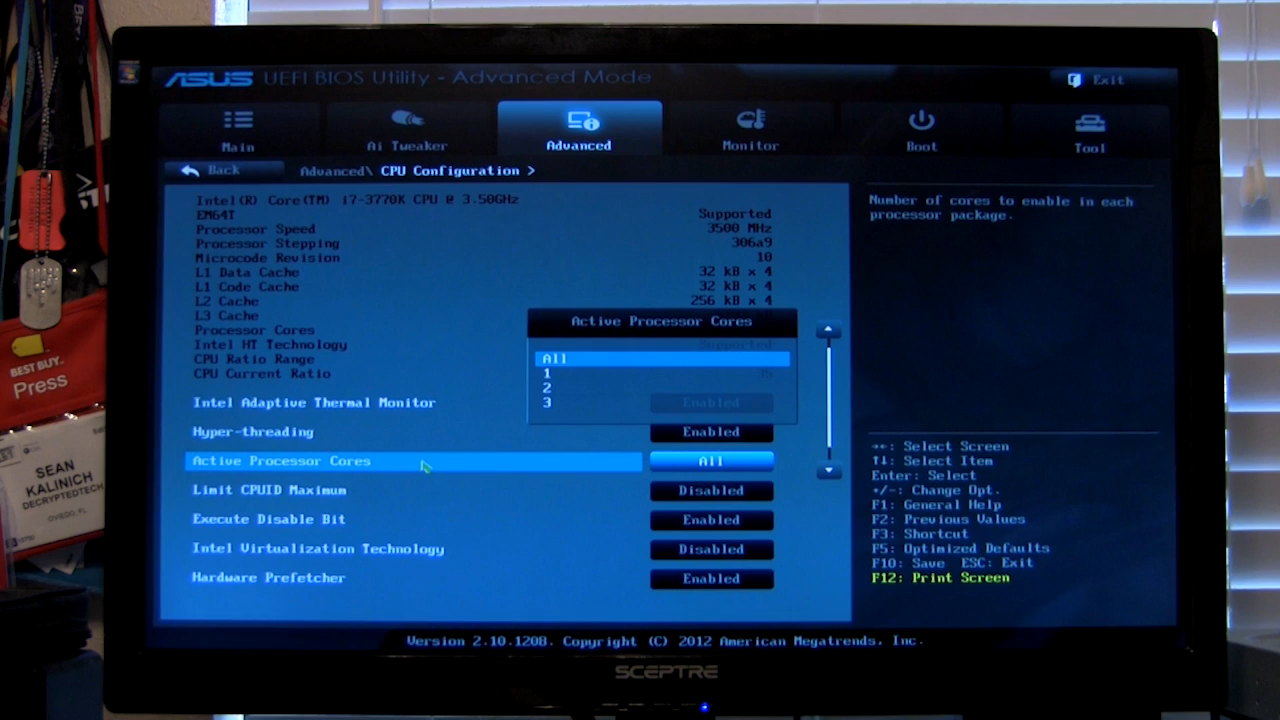 ASUS UEFI BIOS Utility - Advanced Mode
Exit
Main
Ai Tweaker
Advanced
Monitor
Boot
Tool
Back
Advanced\ CPU Configuration >
Intel(R) Core(TM) i7-3770K CPU @ 3.50GHz
EM64T Supported
Processor Speed 3500 MHz
Processor Stepping 306a9
Microcode Revision 10
L1 Data Cache 32 kB x 4
L1 Code Cache 32 kB x 4
L2 Cache 256 kB x 4
L3 Cache
Processor Cores
Intel HT Technology Supported
CPU Ratio Range
CPU Current Ratio 35
Intel Adaptive Thermal Monitor Enabled
Hyper-threading Enabled
Active Processor Cores All
Limit CPUID Maximum Disabled
Execute Disable Bit Enabled
Intel Virtualization Technology Disabled
Hardware Prefetcher Enabled
Active Processor Cores
All
1
2
3
Number of cores to enable in each
processor package.
→←: Select Screen
↑↓: Select Item
Enter: Select
+/-: Change Opt.
F1: General Help
F2: Previous Values
F3: Shortcut
F5: Optimized Defaults
F10: Save ESC: Exit
F12: Print Screen
Version 2.10.1208. Copyright (C) 2012 American Megatrends, Inc.
SCEPTRE
BEST BUY
Press
SEAN
KALINICH
DECRYPTEDTECH
OVIEDO, FL